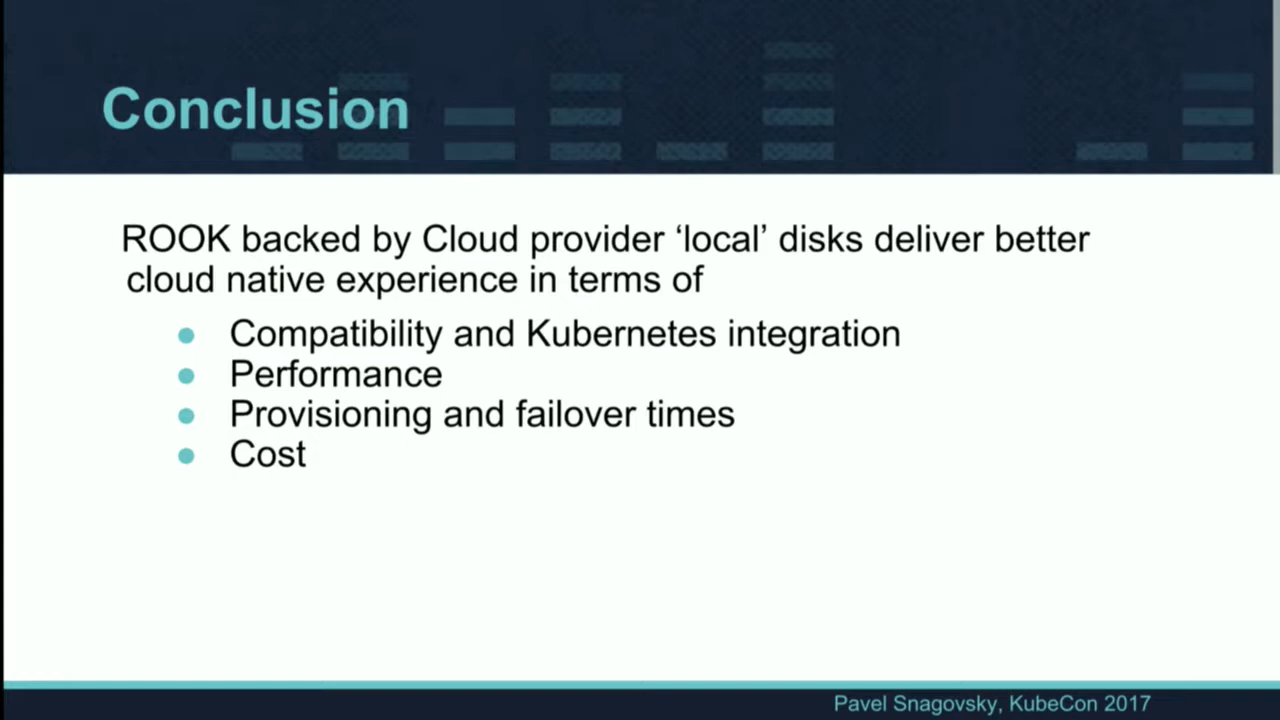 Conclusion
ROOK backed by Cloud provider ‘local’ disks deliver better
cloud native experience in terms of
Compatibility and Kubernetes integration
Performance
Provisioning and failover times
Cost
Pavel Snagovsky, KubeCon 2017